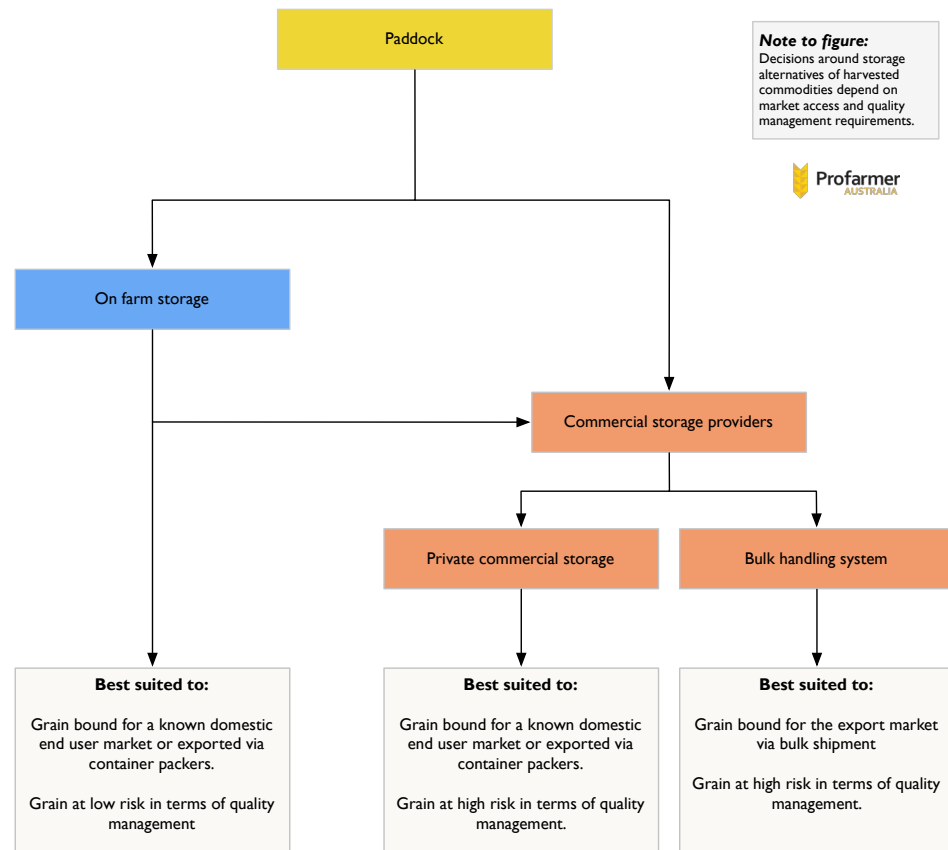 Paddock
Note to figure:
Decisions around storage
alternatives of harvested
commodities depend on
market access and quality
management requirements.
Profarmer
AUSTRALIA
On farm storage
Commercial storage providers
Private commercial storage
Bulk handling system
Best suited to:
Grain bound for a known domestic
end user market or exported via
container packers.
Grain at low risk in terms of quality
management
Best suited to:
Grain bound for a known domestic
end user market or exported via
container packers.
Grain at high risk in terms of quality
management.
Best suited to:
Grain bound for the export market
via bulk shipment
Grain at high risk in terms of quality
management.